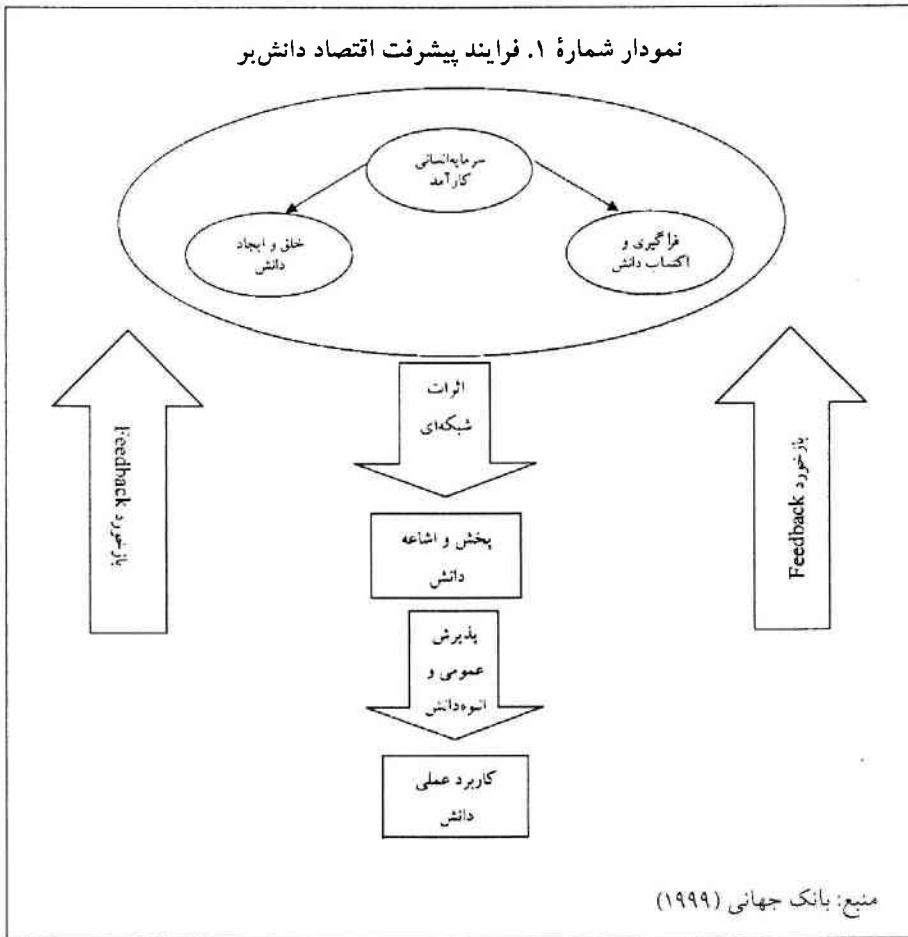 نمودار شمارهٔ ۱. فرایند پیشرفت اقتصاد دانش‌بر
سرمایه‌انسانی
کارآمد
فراگیری و
اکتساب دانش
خلق و ایجاد
دانش
اثرات
شبکه‌ای
بازخورد Feedback
بازخورد Feedback
پخش و اشاعه
دانش
پذیرش
عمومی و
انبوه‌دانش
کاربرد عملی
دانش
منبع: بانک جهانی (۱۹۹۹)